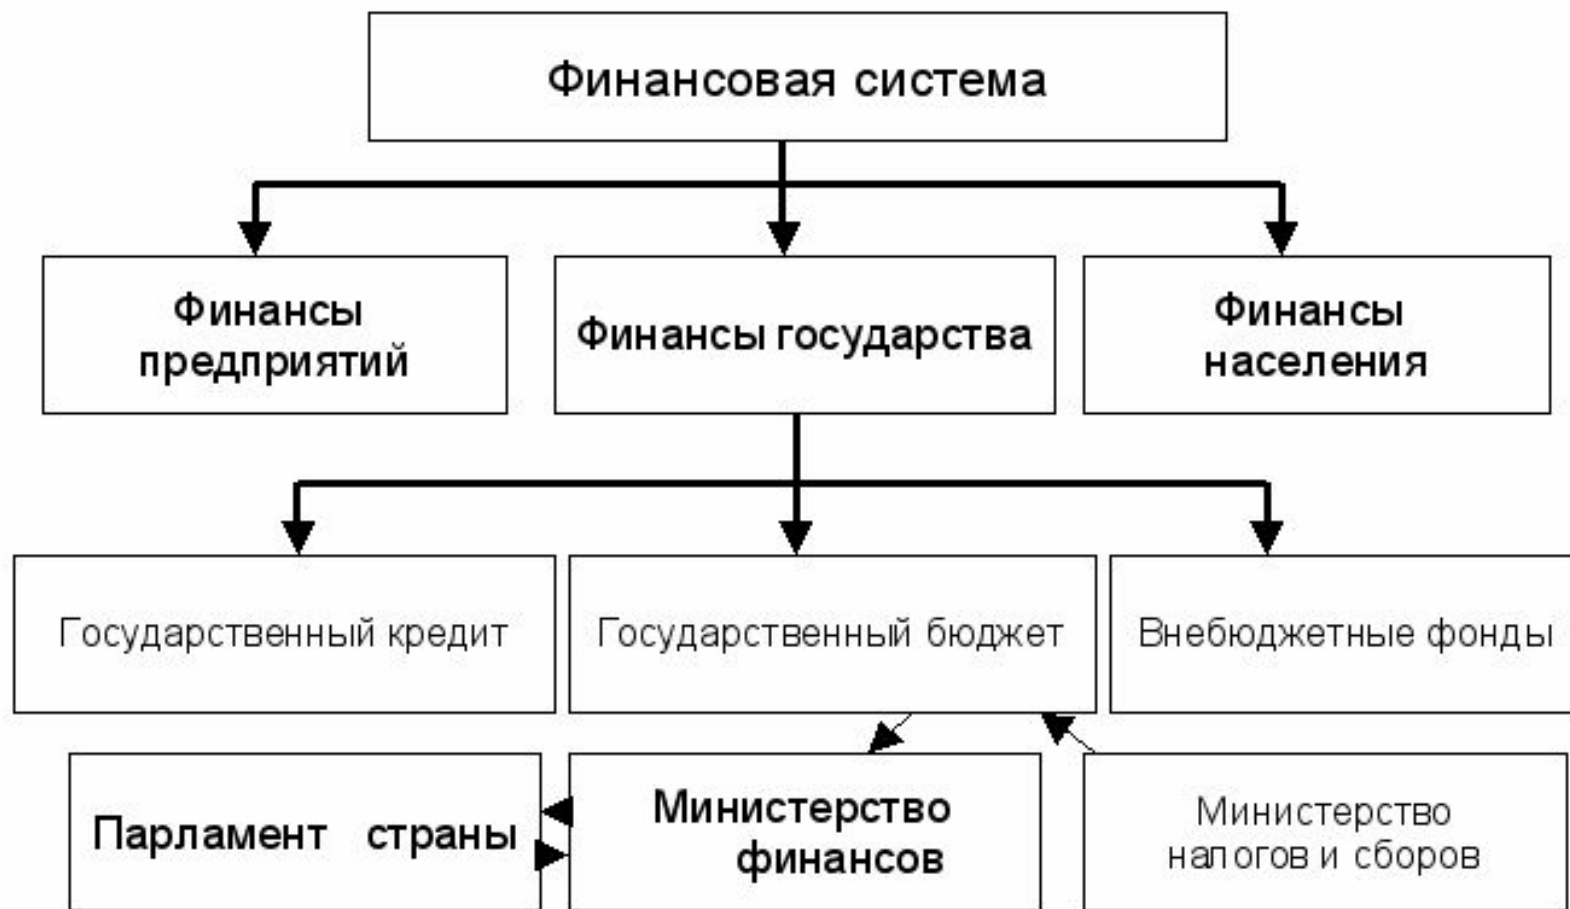 Финансовая система
Финансы
предприятий
Финансы государства
Финансы
населения
Государственный кредит
Государственный бюджет
Внебюджетные фонды
Парламент страны
Министерство
финансов
Министерство
налогов и сборов